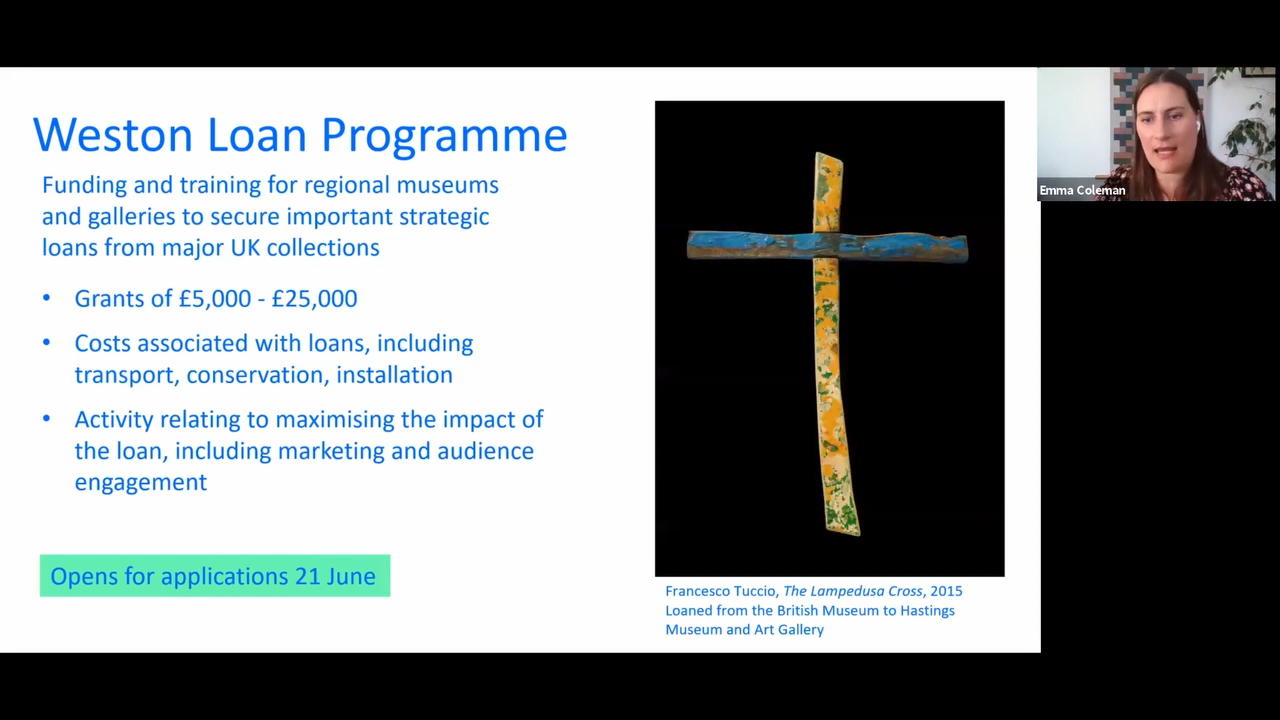 Weston Loan Programme
Funding and training for regional museums
and galleries to secure important strategic
loans from major UK collections
• Grants of £5,000 - £25,000
• Costs associated with loans, including
transport, conservation, installation
• Activity relating to maximising the impact of
the loan, including marketing and audience
engagement
Opens for applications 21 June
Francesco Tuccio, The Lampedusa Cross, 2015
Loaned from the British Museum to Hastings
Museum and Art Gallery
Emma Coleman